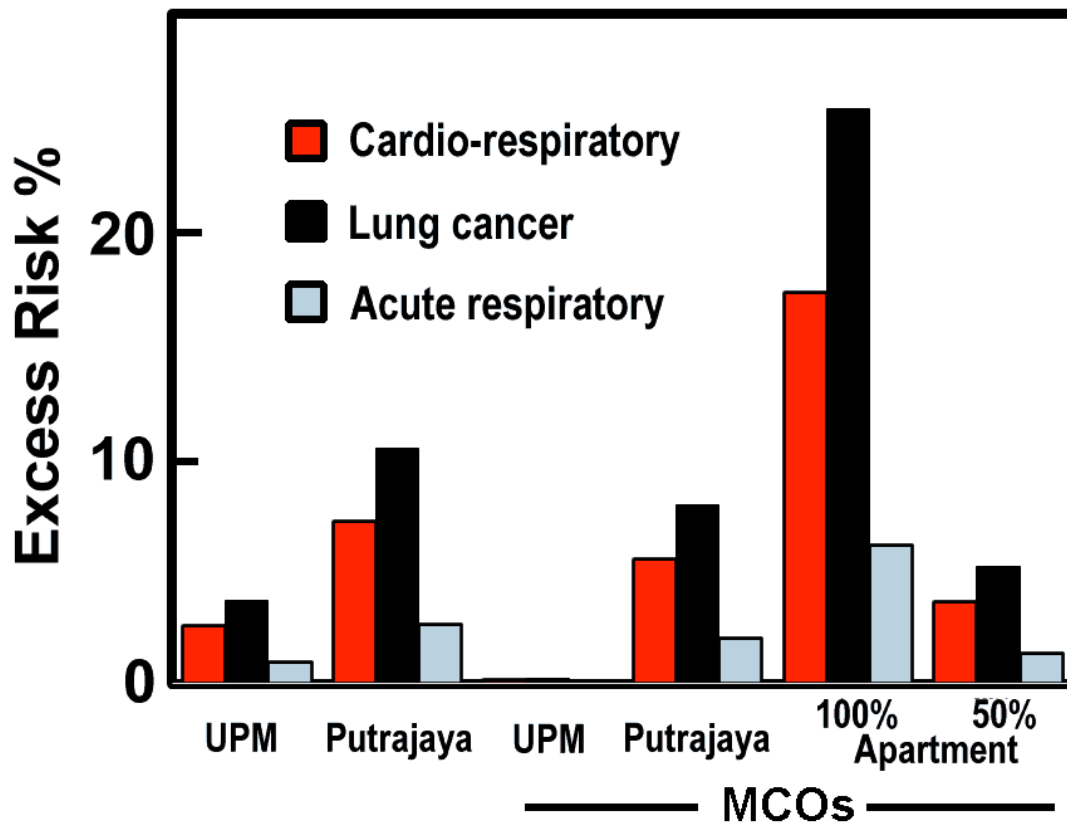 Excess Risk %
20
10
0
Cardio-respiratory
Lung cancer
Acute respiratory
UPM Putrajaya UPM Putrajaya 100% 50%
Apartment
MCOs